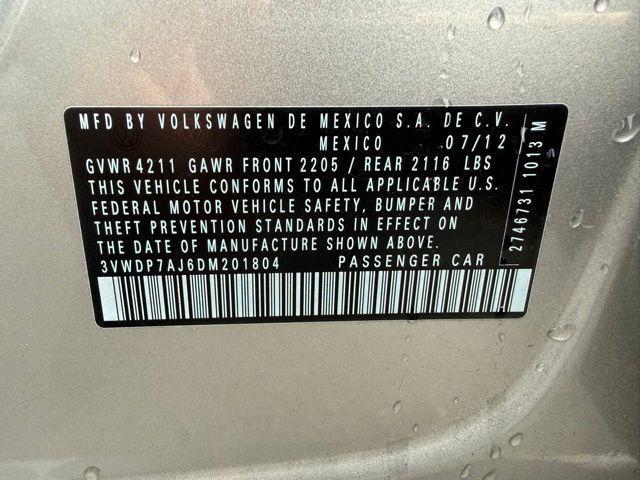 MFD BY VOLKSWAGEN DE MEXICO S.A. DE C.V.
MEXICO 07/12
GVWR 4211 GAWR FRONT 2205 / REAR 2116 LBS
THIS VEHICLE CONFORMS TO ALL APPLICABLE U.S.
FEDERAL MOTOR VEHICLE SAFETY, BUMPER AND
THEFT PREVENTION STANDARDS IN EFFECT ON
THE DATE OF MANUFACTURE SHOWN ABOVE.
3VWDP7AJ6DM201804 PASSENGER CAR
2746731 1013 M